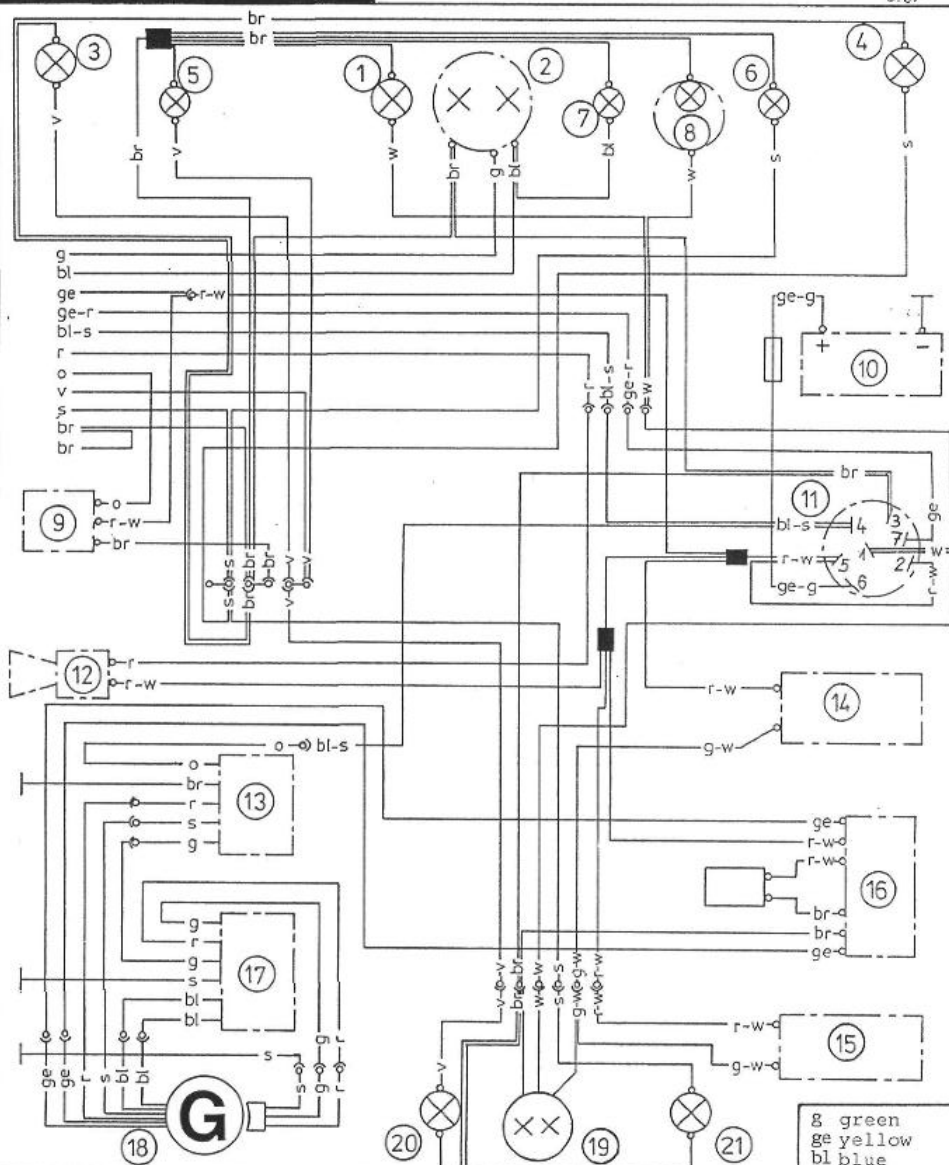 br
3 br 4
5 1 2 6
7 8
v br v w br g bl bl w s s
g
bl
ge r-w
ge-r ge-g
bl-s
r + −
o r bl-s ge-r w 10
v
s
br
br br
11
o ge
9 r-w bl-s 4 3
br 7
s br br v v r-w 5 1 w
s br v 2
ge-g 6 r-w
r
12
r-w r-w 14
o bl-s g-w
o
br
r 13
s ge
g r-w
r-w
16
g br
r br
g 17 v br w s g-w r-w ge
s v br w s g-w r-w
bl
bl g r r-w
15
s g-w
ge ge r s bl bl s g r v
G
18 20 19 21
g green
ge yellow
bl blue